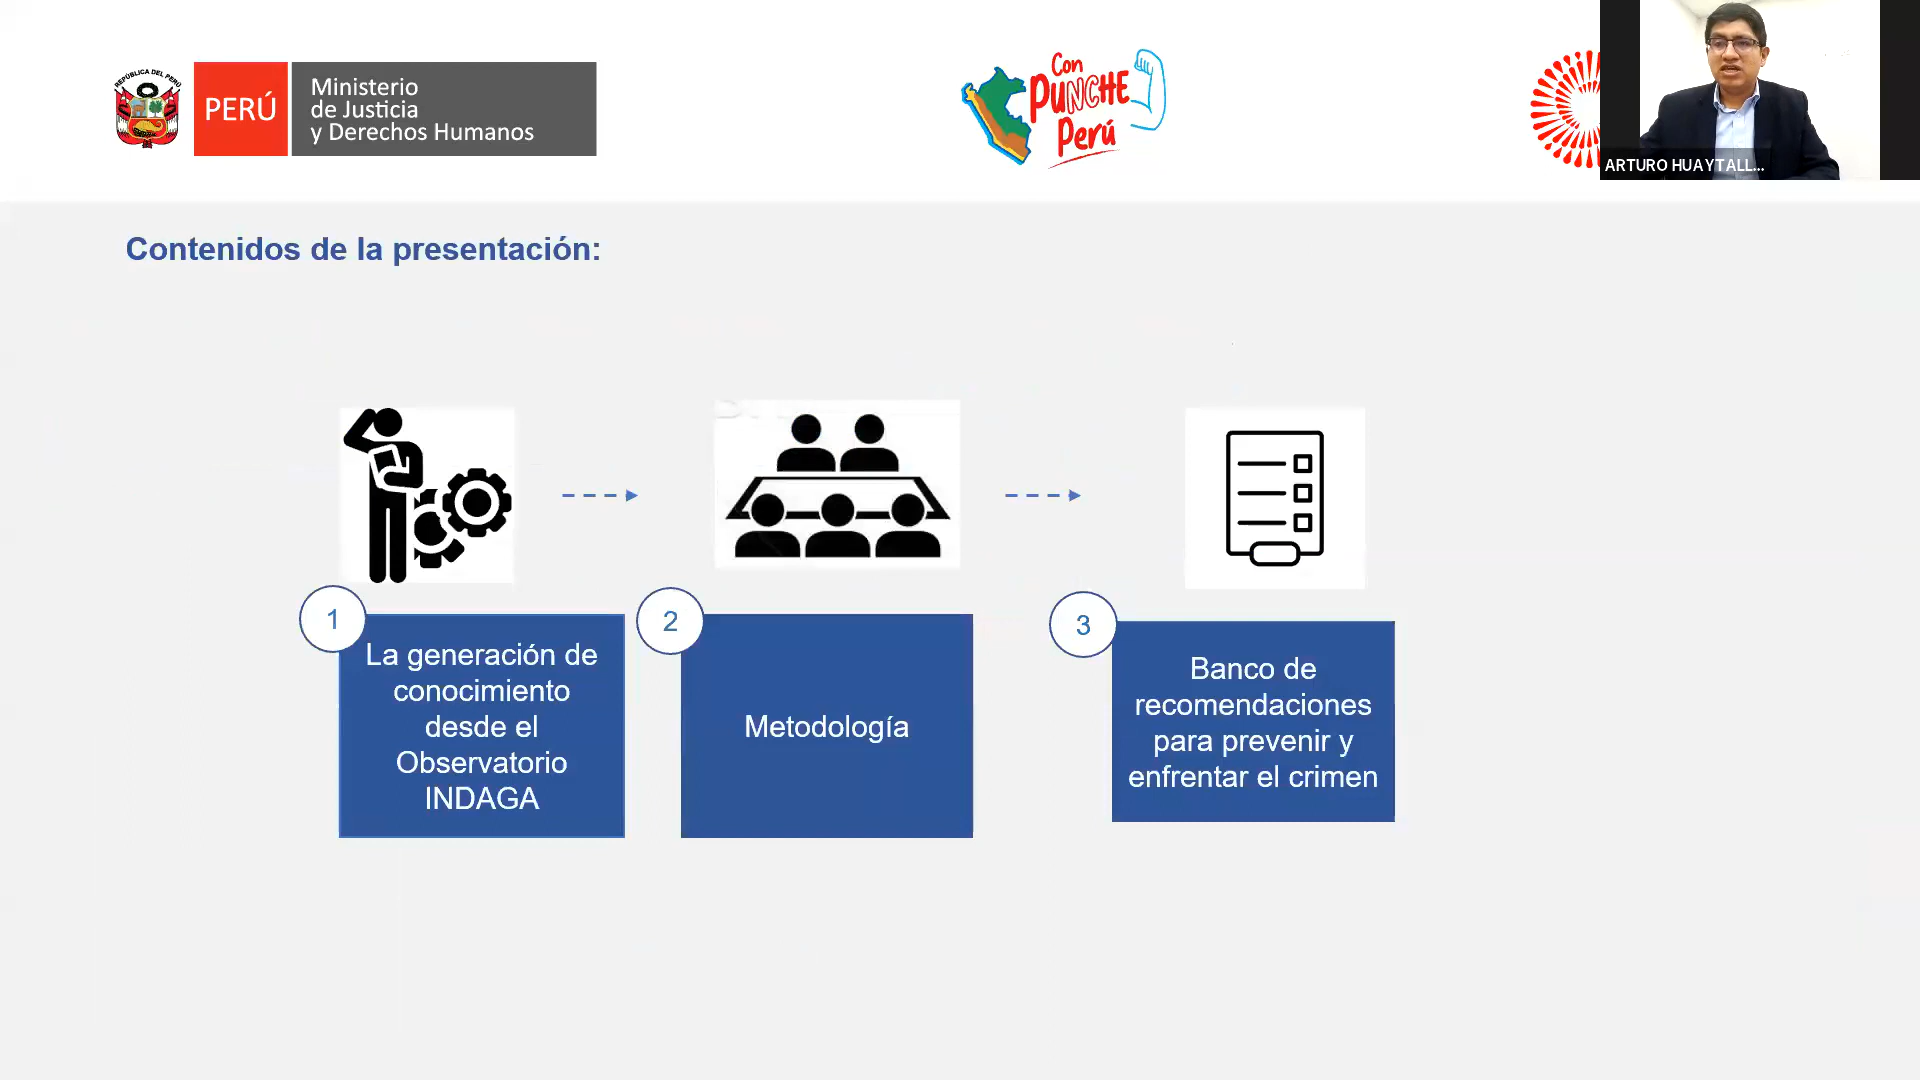 REPÚBLICA DEL PERÚ
PERÚ
Ministerio
de Justicia
y Derechos Humanos
Con
PUNCHE
Perú
ARTURO HUAYTALL...
Contenidos de la presentación:
1
La generación de
conocimiento
desde el
Observatorio
INDAGA
2
Metodología
3
Banco de
recomendaciones
para prevenir y
enfrentar el crimen